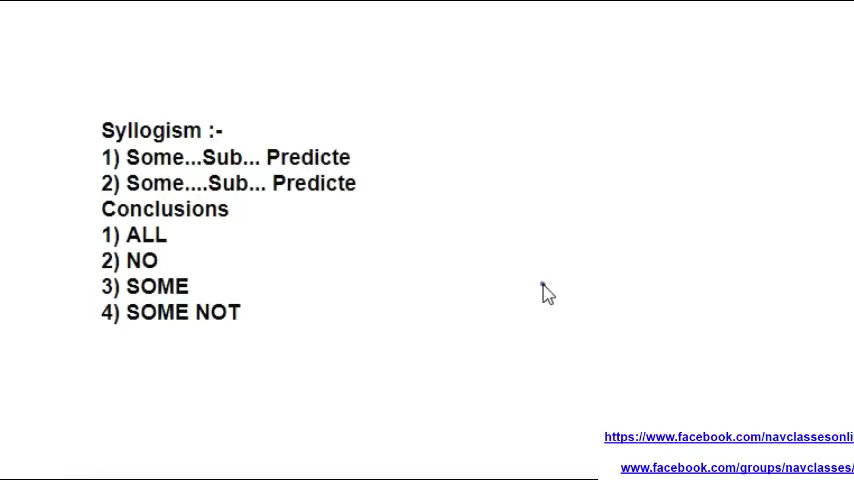 Syllogism :-
1) Some...Sub... Predicte
2) Some....Sub... Predicte
Conclusions
1) ALL
2) NO
3) SOME
4) SOME NOT
https://www.facebook.com/navclassesonli
www.facebook.com/groups/navclasses/